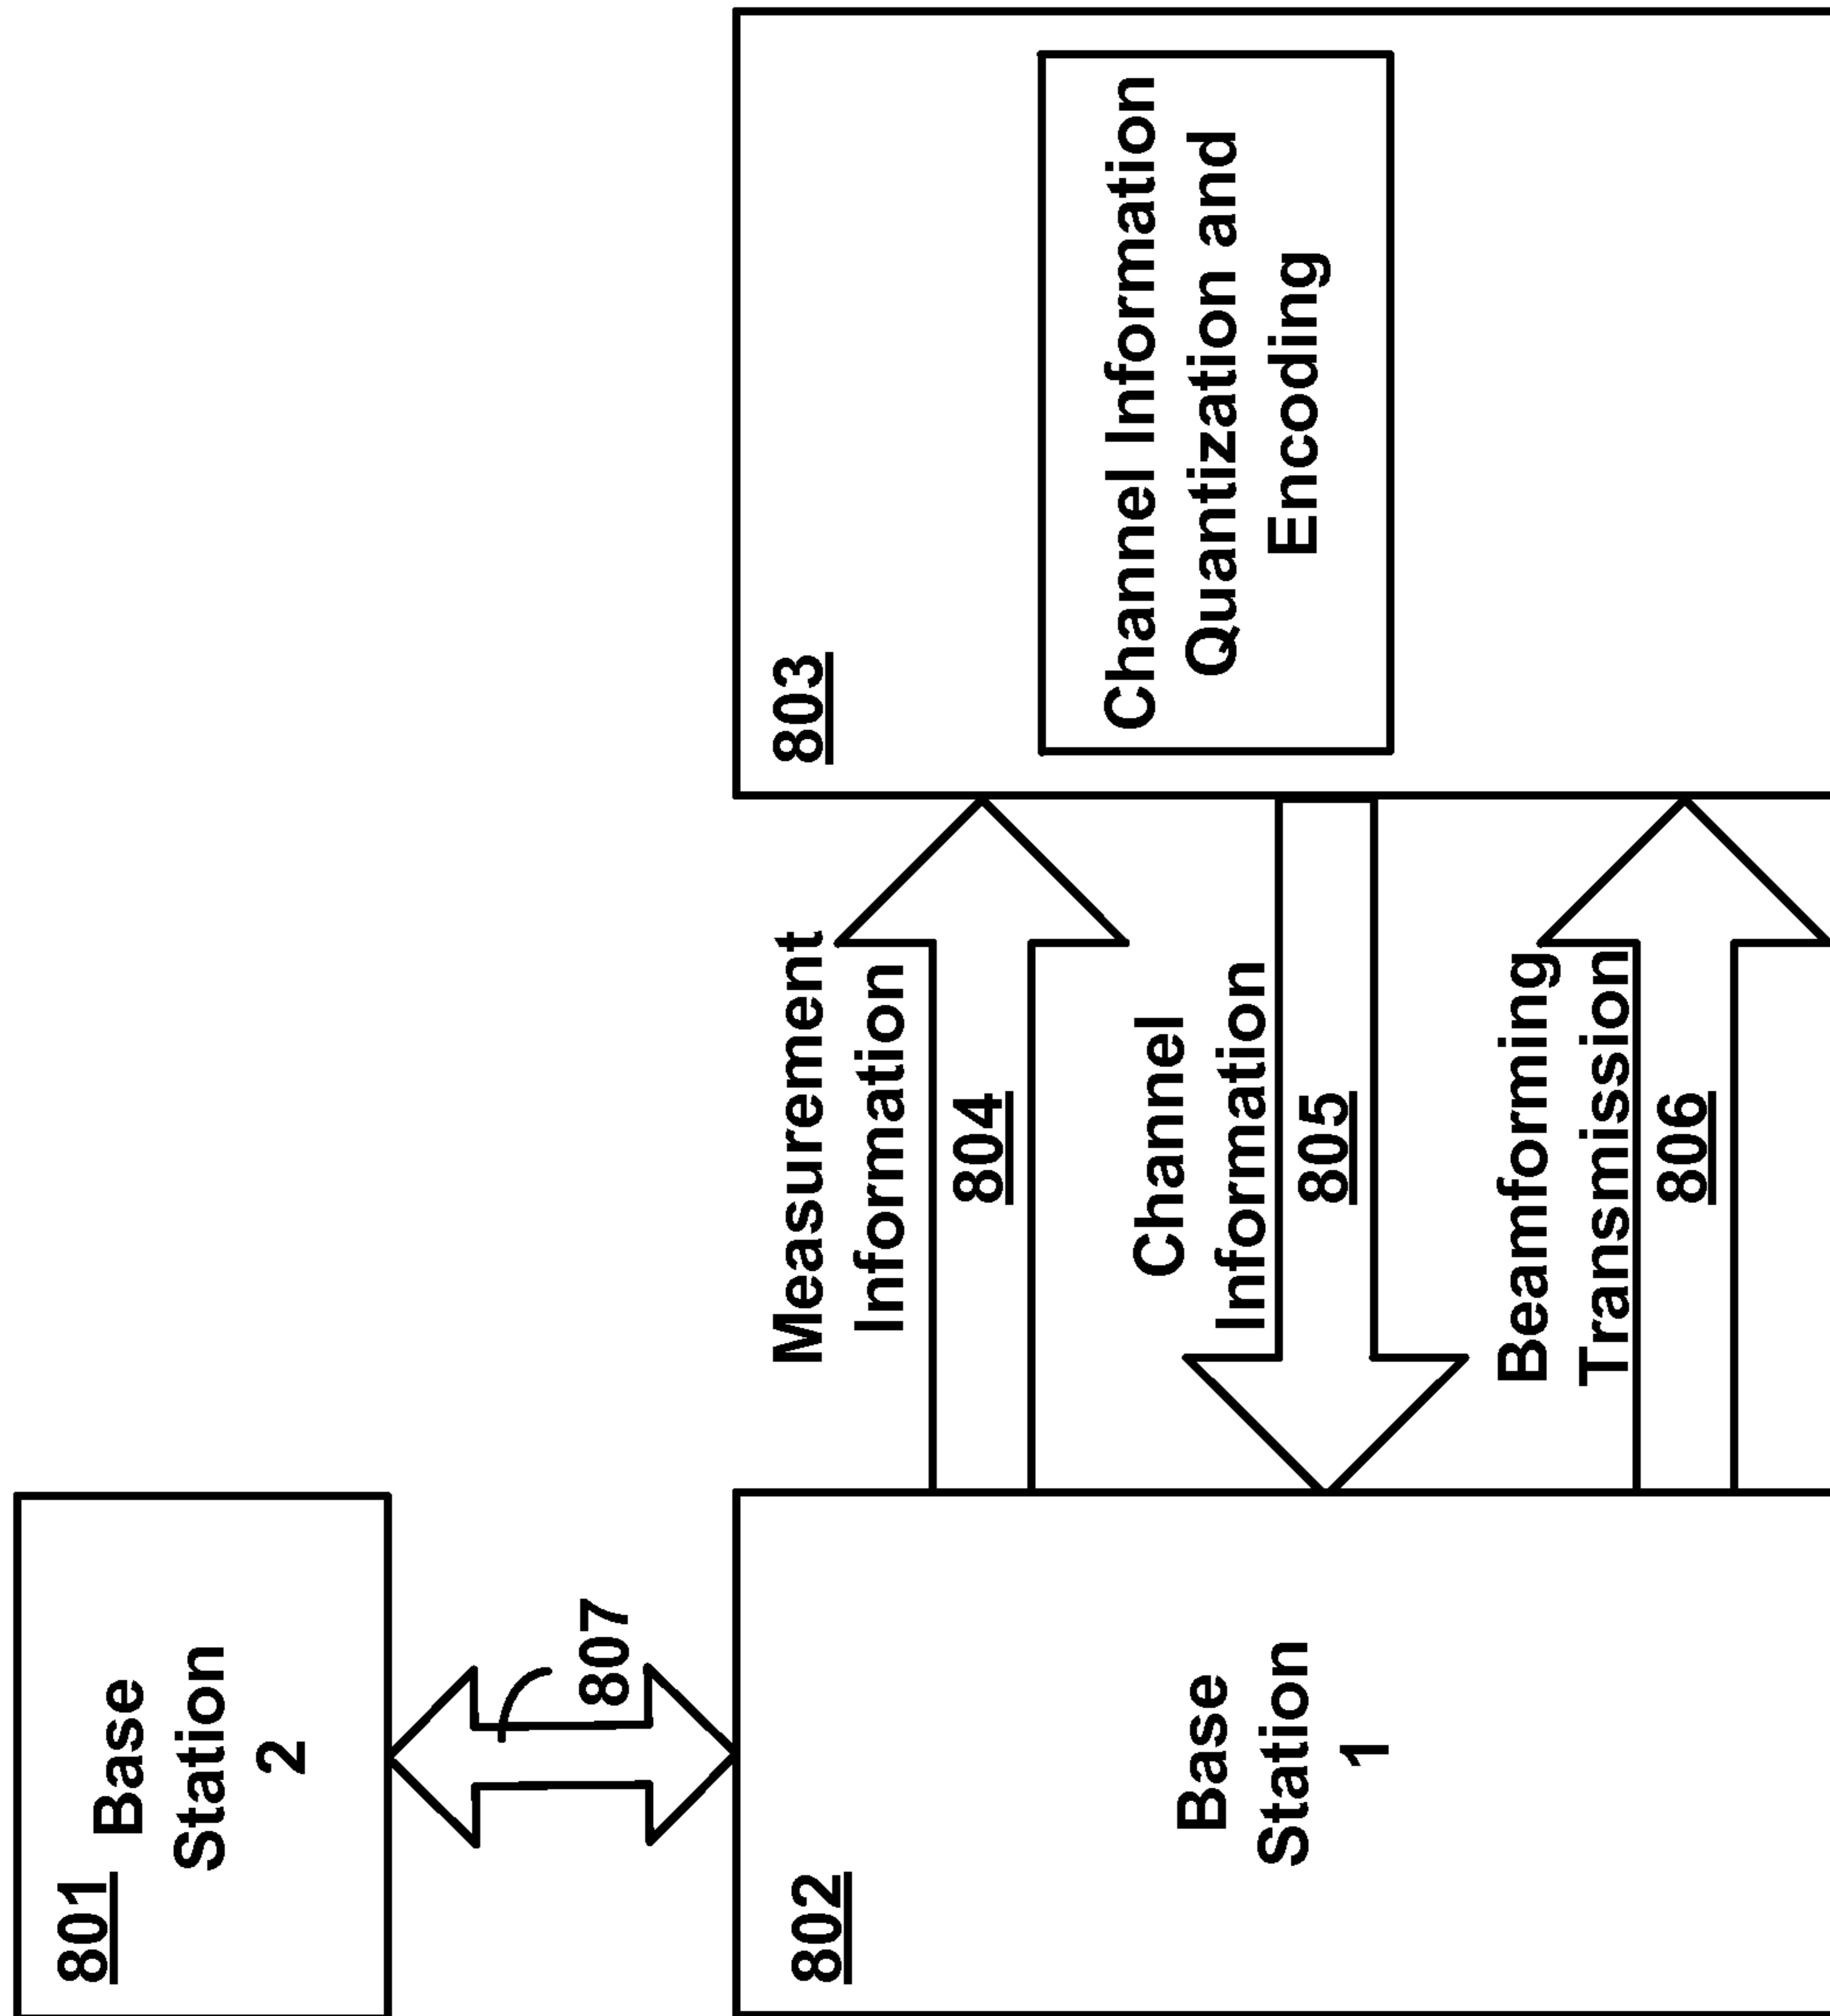 801
Base
Station
2
807
802
Base
Station
1
Measurement
Information
804
Channel
Information
805
Beamforming
Transmission
806
803
Channel Information
Quantization and
Encoding